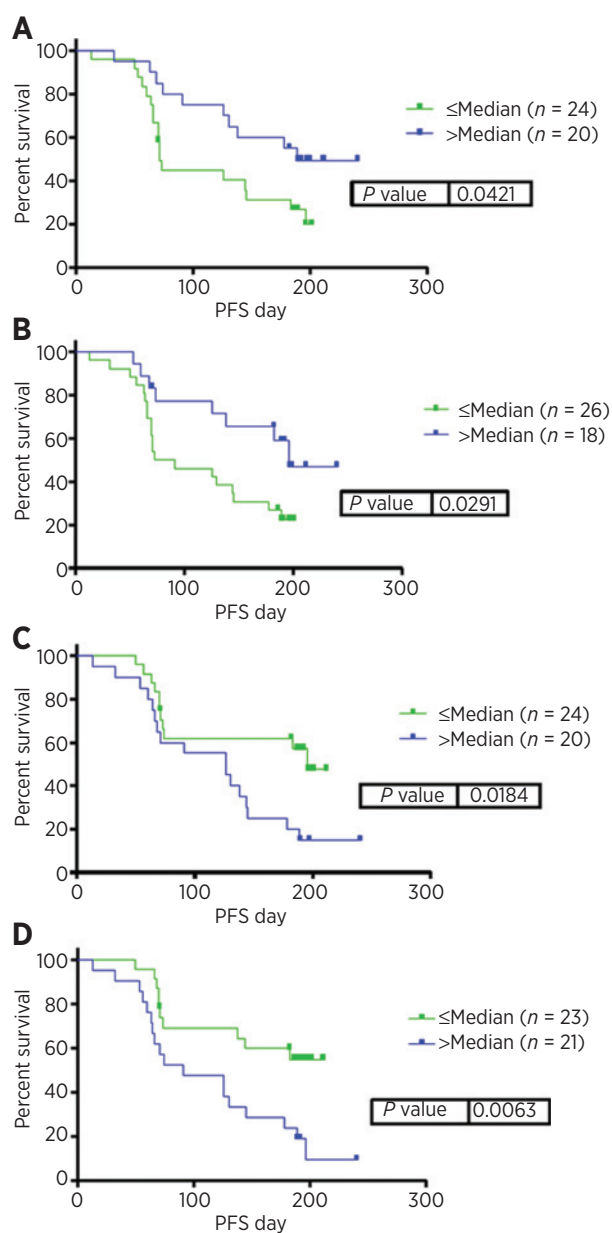 A
100
80
60
40
20
0
Percent survival
0 100 200 300
PFS day
≤Median (n = 24)
>Median (n = 20)
P value 0.0421
B
100
80
60
40
20
0
Percent survival
0 100 200 300
PFS day
≤Median (n = 26)
>Median (n = 18)
P value 0.0291
C
100
80
60
40
20
0
Percent survival
0 100 200 300
PFS day
≤Median (n = 24)
>Median (n = 20)
P value 0.0184
D
100
80
60
40
20
0
Percent survival
0 100 200 300
PFS day
≤Median (n = 23)
>Median (n = 21)
P value 0.0063